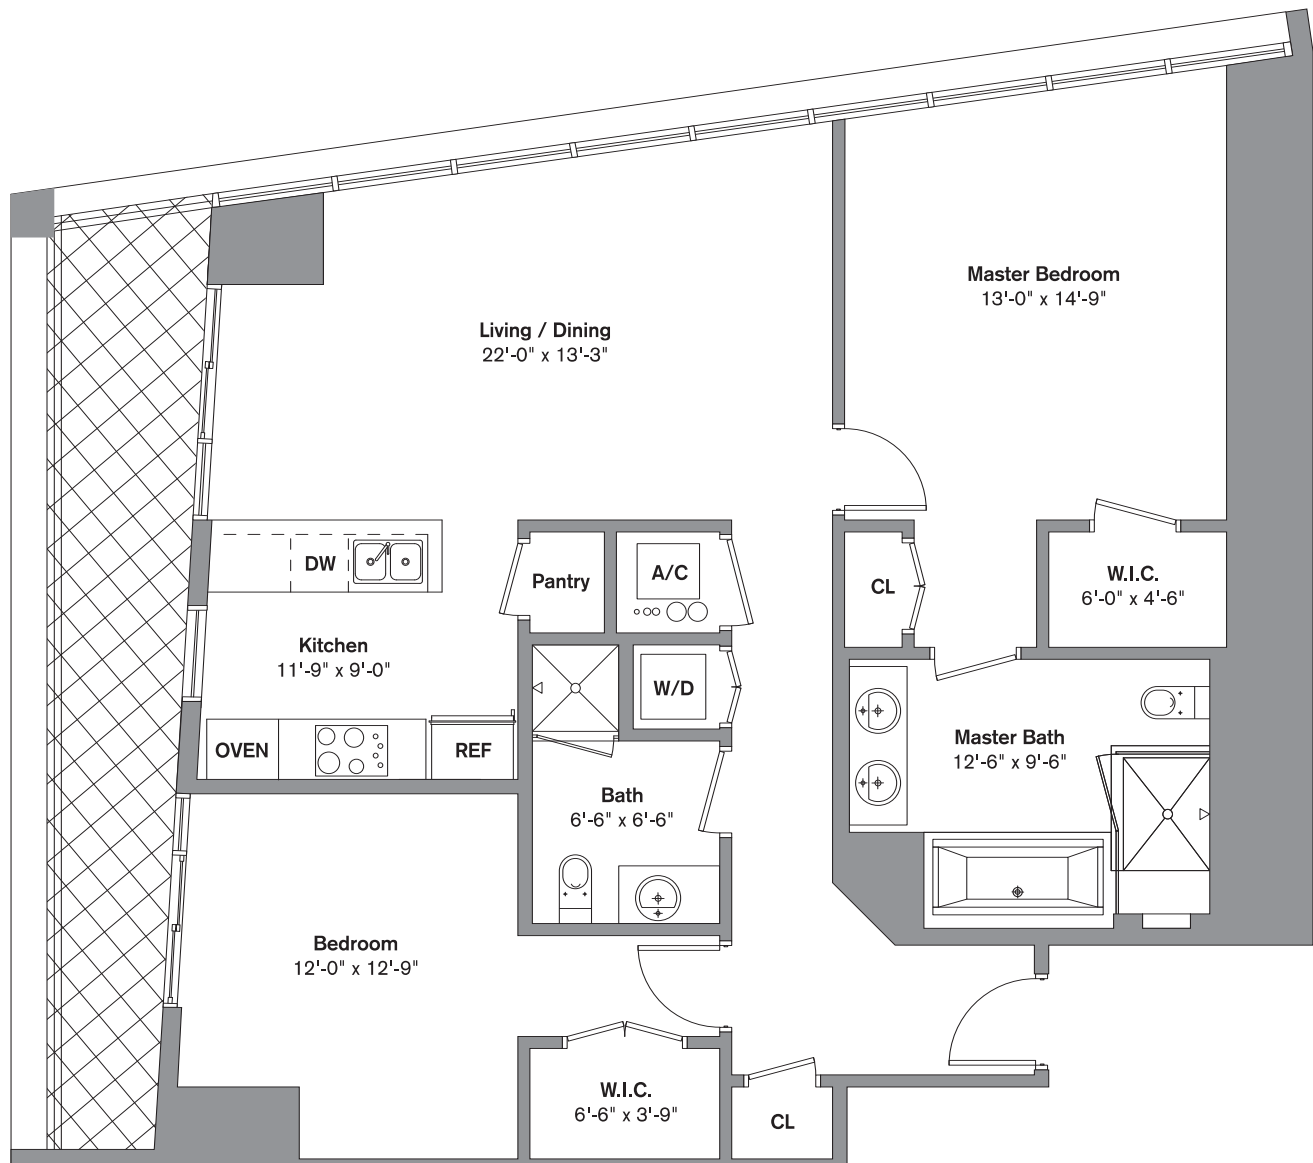 Master Bedroom
13'-0" x 14'-9"
Living / Dining
22'-0" x 13'-3"
DW
Pantry
A/C
CL
W.I.C.
6'-0" x 4'-6"
Kitchen
11'-9" x 9'-0"
W/D
OVEN
REF
Master Bath
12'-6" x 9'-6"
Bath
6'-6" x 6'-6"
Bedroom
12'-0" x 12'-9"
W.I.C.
6'-6" x 3'-9"
CL